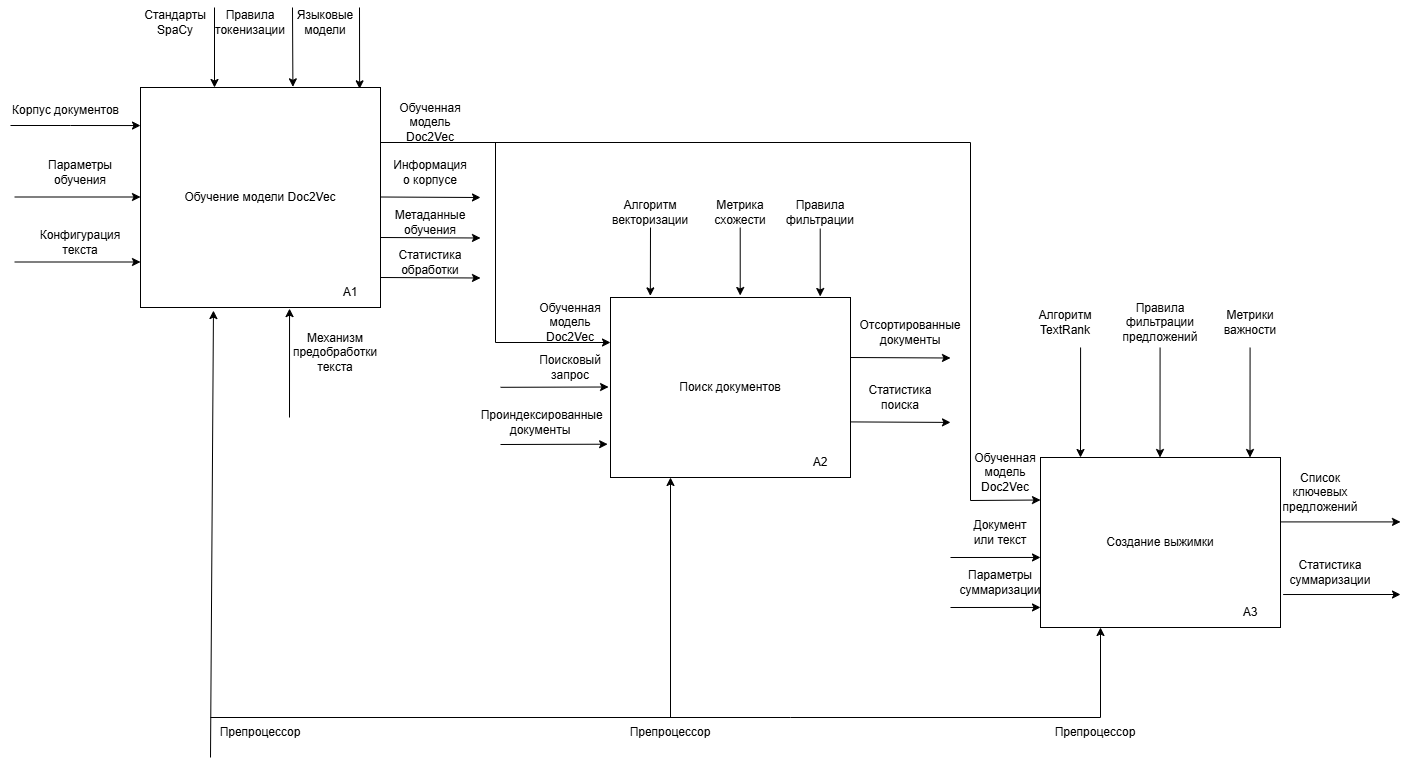 Стандарты
SpaCy
Правила
токенизации
Языковые
модели
Корпус документов
Параметры
обучения
Конфигурация
текста
Обучение модели Doc2Vec
A1
Обученная
модель
Doc2Vec
Информация
о корпусе
Метаданные
обучения
Статистика
обработки
Механизм
предобработки
текста
Алгоритм
векторизации
Метрика
схожести
Правила
фильтрации
Обученная
модель
Doc2Vec
Поисковый
запрос
Проиндексированные
документы
Поиск документов
A2
Отсортированные
документы
Статистика
поиска
Алгоритм
TextRank
Правила
фильтрации
предложений
Метрики
важности
Обученная
модель
Doc2Vec
Документ
или текст
Параметры
суммаризации
Создание выжимки
A3
Список
ключевых
предложений
Статистика
суммаризации
Препроцессор
Препроцессор
Препроцессор